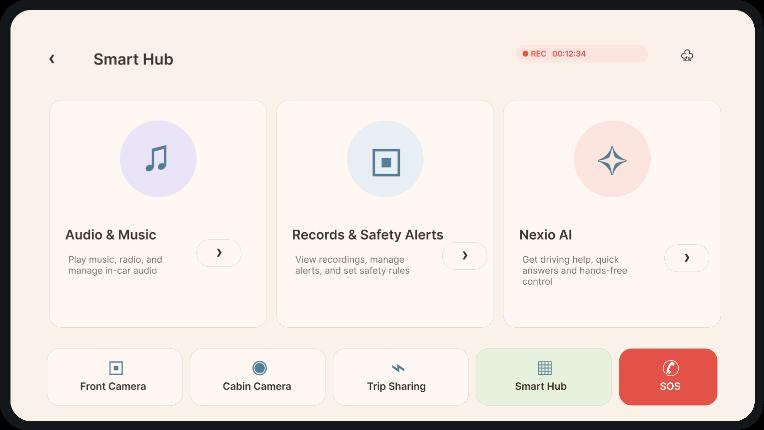 Smart Hub
REC 00:12:34
Audio & Music
Play music, radio, and
manage in-car audio
Records & Safety Alerts
View recordings, manage
alerts, and set safety rules
Nexio AI
Get driving help, quick
answers and hands-free
control
Front Camera
Cabin Camera
Trip Sharing
Smart Hub
SOS